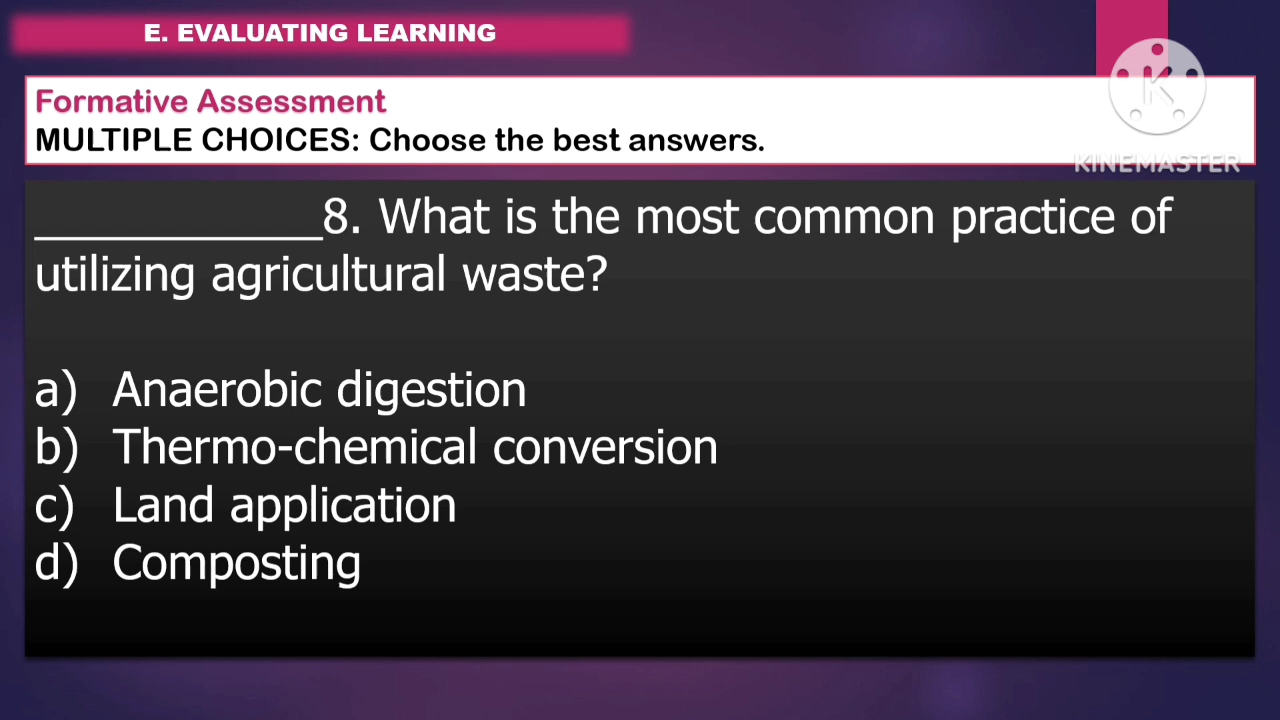 E. EVALUATING LEARNING
Formative Assessment
MULTIPLE CHOICES: Choose the best answers.
K
KINEMASTER
____________8. What is the most common practice of
utilizing agricultural waste?
a) Anaerobic digestion
b) Thermo-chemical conversion
c) Land application
d) Composting